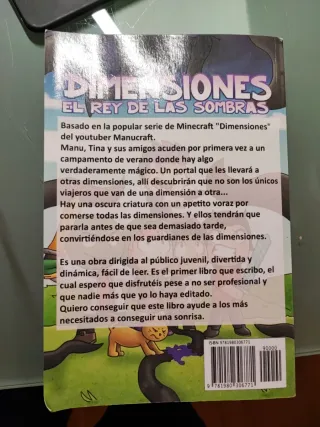 DIMENSIONES
EL REY DE LAS SOMBRAS
Basado en la popular serie de Minecraft "Dimensiones"
del youtuber Manucraft.
Manu, Tina y sus amigos acuden por primera vez a un
campamento de verano donde hay algo
verdaderamente mágico. Un portal que les llevará a
otras dimensiones, allí descubrirán que no son los únicos
viajeros que van de una dimensión a otra...
Hay una oscura criatura con un apetito voraz por
comerse todas las dimensiones. Y ellos tendrán que
pararla antes de que sea demasiado tarde,
convirtiéndose en los guardianes de las dimensiones.
Es una obra dirigida al público juvenil, divertida y
dinámica, fácil de leer. Es el primer libro que escribo, el
cual espero que disfrutéis pese a no ser profesional y
que nadie más que yo lo haya editado.
Quiero conseguir que este libro ayude a los más
necesitados a conseguir una sonrisa.
90000